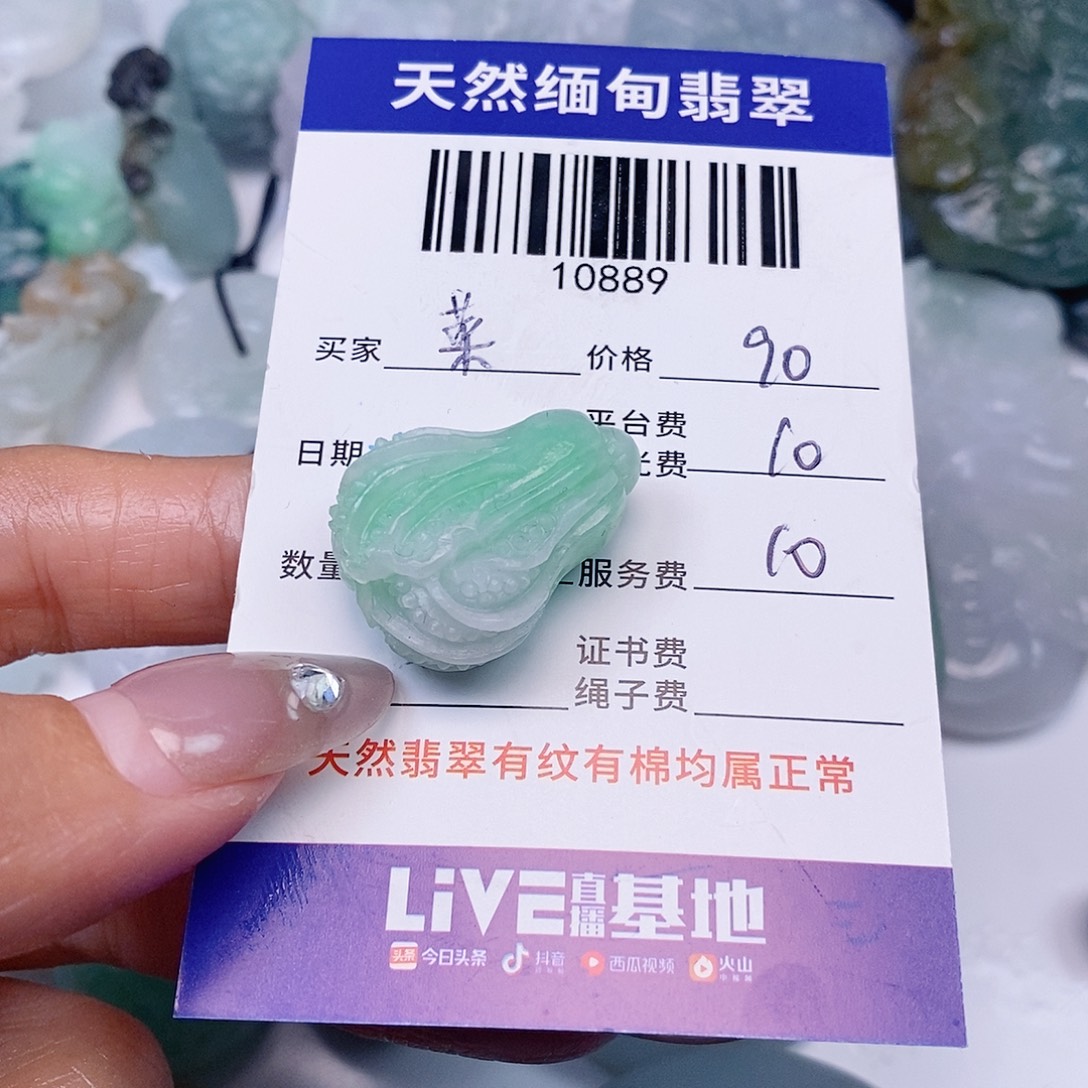 天然缅甸翡翠
10889
买家 菜 价格 90
平台费
日期 光费 10
数量 服务费 10
证书费
绳子费
天然翡翠有纹有棉均属正常
LiVE直播基地
头条 今日头条 抖音 西瓜视频 火山